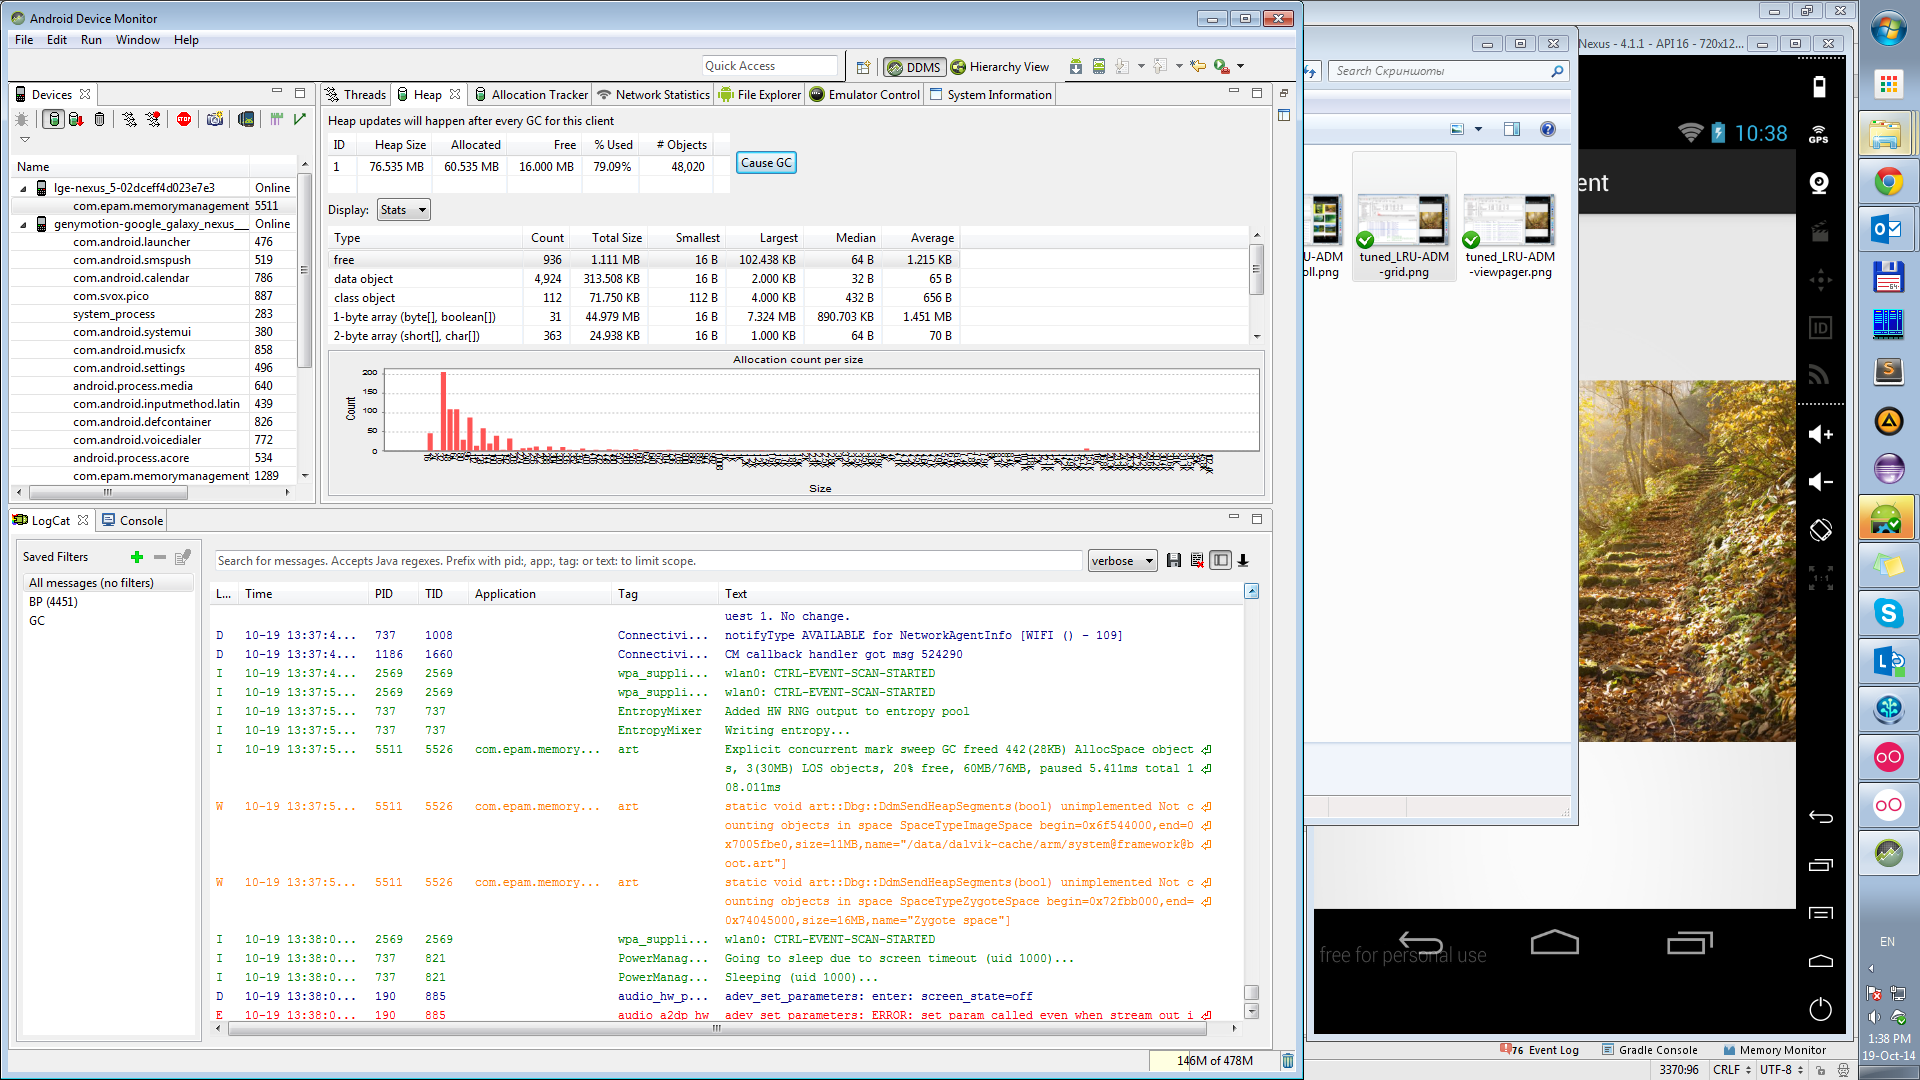 Android Device Monitor
File Edit Run Window Help
Quick Access
DDMS
Hierarchy View
Devices
Name
lge-nexus_5-02dceff4d023e7e3 Online
com.epam.memorymanagement 5511
genymotion-google_galaxy_nexus___ Online
com.android.launcher 476
com.android.smspush 519
com.android.calendar 786
com.svox.pico 887
system_process 283
com.android.systemui 380
com.android.musicfx 858
com.android.settings 496
android.process.media 640
com.android.inputmethod.latin 439
com.android.defcontainer 826
com.android.voicedialer 772
android.process.acore 534
com.epam.memorymanagement 1289
Threads Heap Allocation Tracker Network Statistics File Explorer Emulator Control System Information
Heap updates will happen after every GC for this client
ID Heap Size Allocated Free % Used # Objects
1 76.535 MB 60.535 MB 16.000 MB 79.09% 48,020
Cause GC
Display: Stats
Type Count Total Size Smallest Largest Median Average
free 936 1.111 MB 16 B 102.438 KB 64 B 1.215 KB
data object 4,924 313.508 KB 16 B 2.000 KB 32 B 65 B
class object 112 71.750 KB 112 B 4.000 KB 432 B 656 B
1-byte array (byte[], boolean[]) 31 44.979 MB 16 B 7.324 MB 890.703 KB 1.451 MB
2-byte array (short[], char[]) 363 24.938 KB 16 B 1.000 KB 64 B 70 B
Allocation count per size
Count
200
150
100
50
0
Size
LogCat Console
Saved Filters
All messages (no filters)
BP (4451)
GC
Search for messages. Accepts Java regexes. Prefix with pid:, app:, tag: or text: to limit scope.
verbose
L... Time PID TID Application Tag Text
uest 1. No change.
D 10-19 13:37:4... 737 1008 Connectivi... notifyType AVAILABLE for NetworkAgentInfo [WIFI () - 109]
D 10-19 13:37:4... 1186 1660 Connectivi... CM callback handler got msg 524290
I 10-19 13:37:4... 2569 2569 wpa_suppli... wlan0: CTRL-EVENT-SCAN-STARTED
I 10-19 13:37:5... 2569 2569 wpa_suppli... wlan0: CTRL-EVENT-SCAN-STARTED
I 10-19 13:37:5... 737 737 EntropyMixer Added HW RNG output to entropy pool
I 10-19 13:37:5... 737 737 EntropyMixer Writing entropy...
I 10-19 13:37:5... 5511 5526 com.epam.memory... art Explicit concurrent mark sweep GC freed 442(28KB) AllocSpace object
s, 3(30MB) LOS objects, 20% free, 60MB/76MB, paused 5.411ms total 1
08.011ms
W 10-19 13:37:5... 5511 5526 com.epam.memory... art static void art::Dbg::DdmSendHeapSegments(bool) unimplemented Not c
ounting objects in space SpaceTypeImageSpace begin=0x6f544000,end=0
x7005fbe0,size=11MB,name="/data/dalvik-cache/arm/system@framework@b
oot.art"]
W 10-19 13:37:5... 5511 5526 com.epam.memory... art static void art::Dbg::DdmSendHeapSegments(bool) unimplemented Not c
ounting objects in space SpaceTypeZygoteSpace begin=0x72fbb000,end=
0x74045000,size=16MB,name="Zygote space"]
I 10-19 13:38:0... 2569 2569 wpa_suppli... wlan0: CTRL-EVENT-SCAN-STARTED
I 10-19 13:38:0... 737 821 PowerManag... Going to sleep due to screen timeout (uid 1000)...
I 10-19 13:38:0... 737 821 PowerManag... Sleeping (uid 1000)...
D 10-19 13:38:0... 190 885 audio_hw_p... adev_set_parameters: enter: screen_state=off
E 10-19 13:38:0... 190 885 audio_a2dp_hw adev_set_parameters: ERROR: set param called even when stream out i
146M of 478M
Nexus - 4.1.1 - API 16 - 720x12...
Search Скриншоты
U-ADM
oll.png
tuned_LRU-ADM
-grid.png
tuned_LRU-ADM
-viewpager.png
10:38
ent
GPS
ID
1:1
free for personal use
76 Event Log Gradle Console Memory Monitor
3370:96 CRLF UTF-8
EN
1:38 PM
19-Oct-14